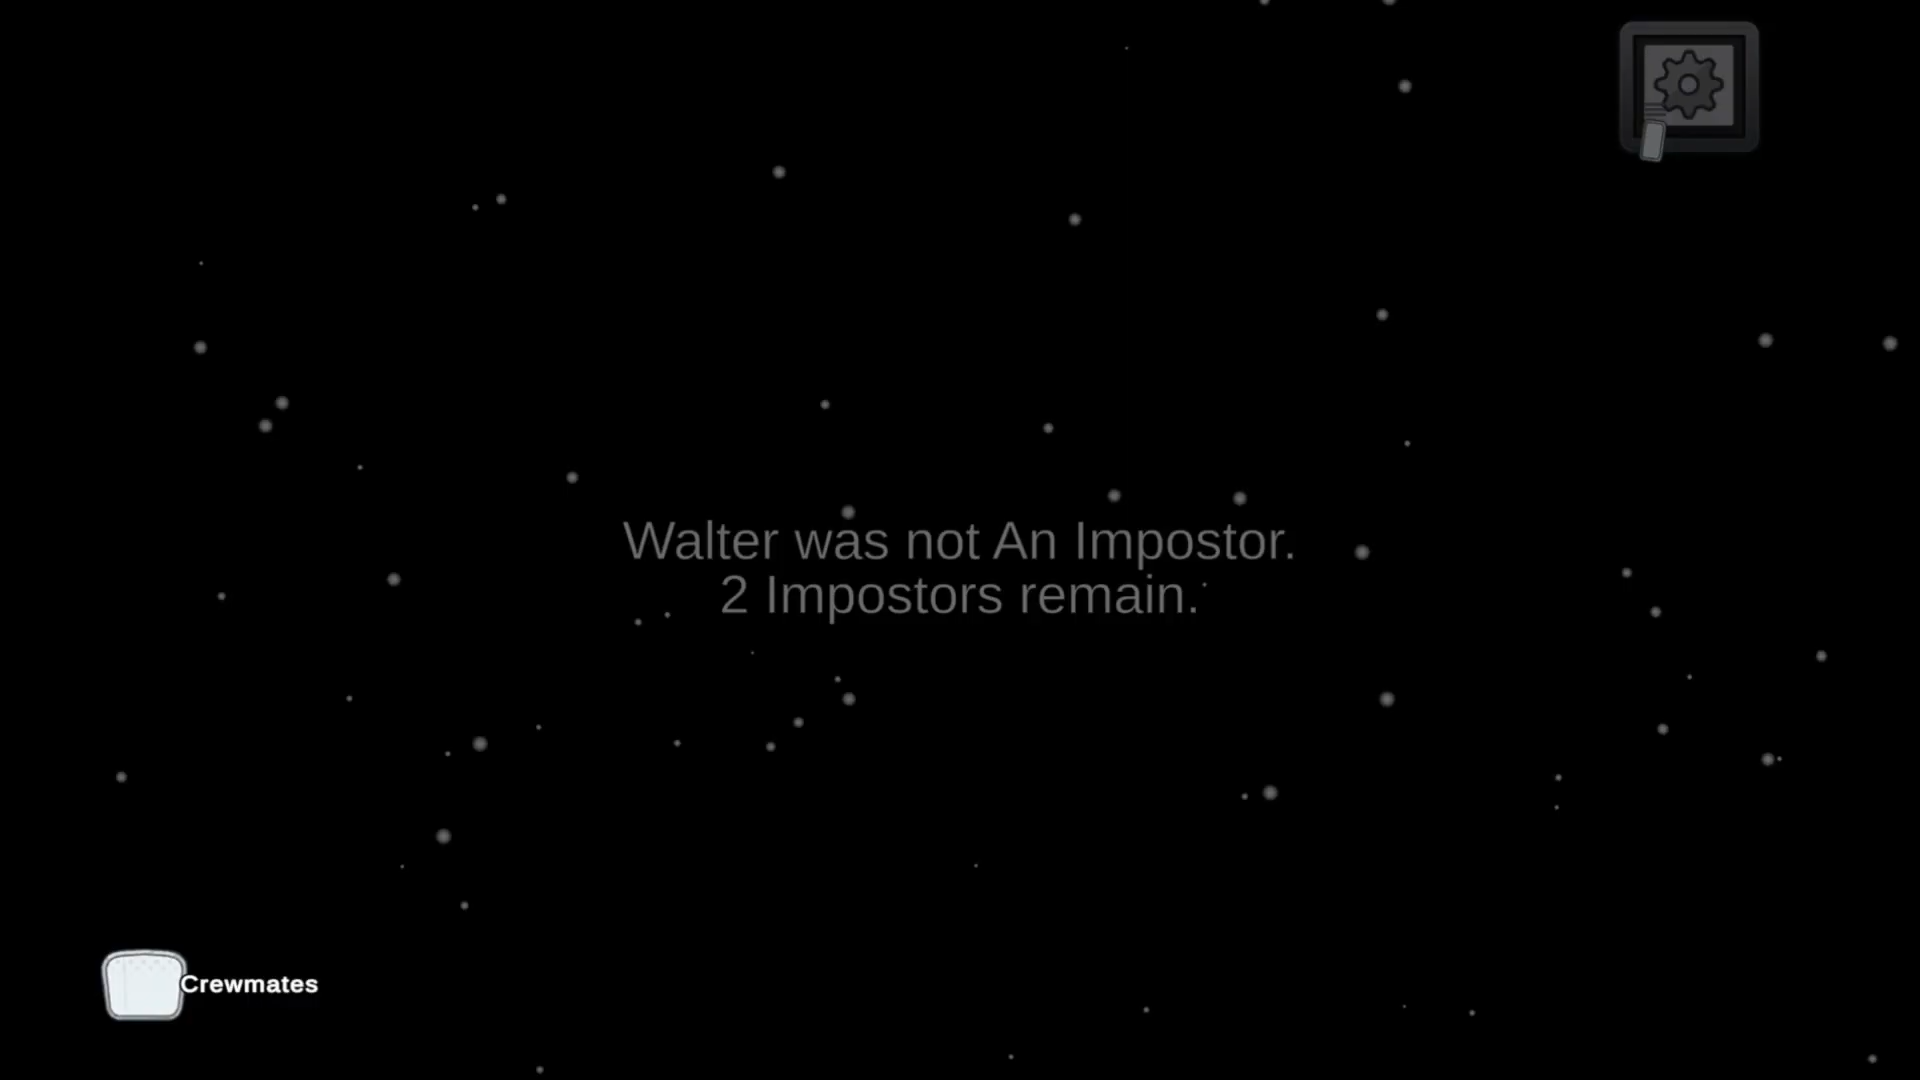 Walter was not An Impostor.
2 Impostors remain.
Crewmates